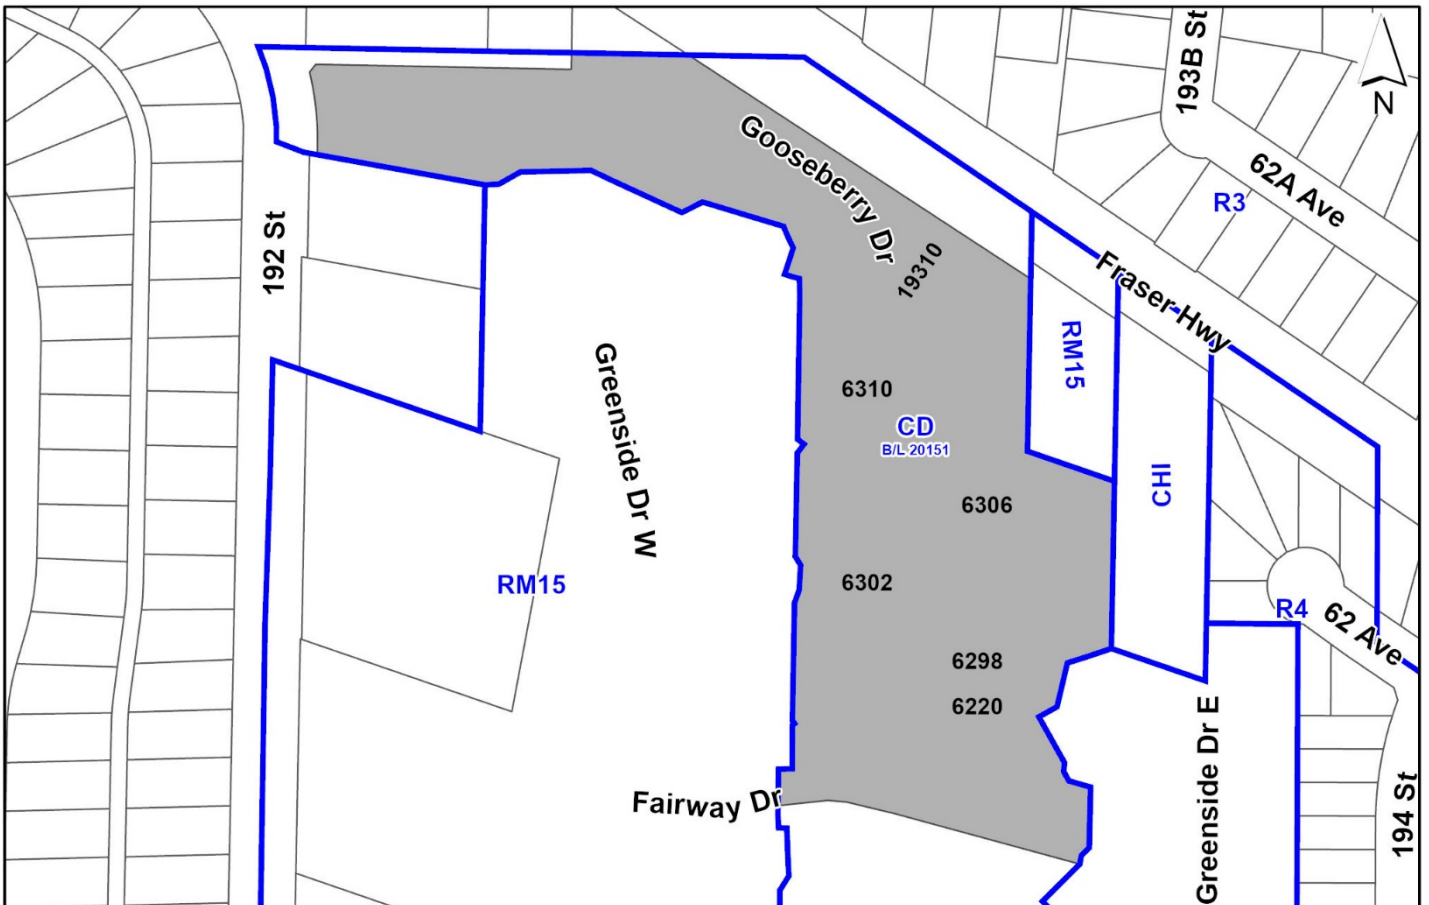 193B St
N
Gooseberry Dr
62A Ave
R3
192 St
19310
Fraser Hwy
RM15
Greenside Dr W
6310
CD
B/L 20151
CHI
6306
RM15
6302
R4
62 Ave
6298
6220
Greenside Dr E
Fairway Dr
194 St